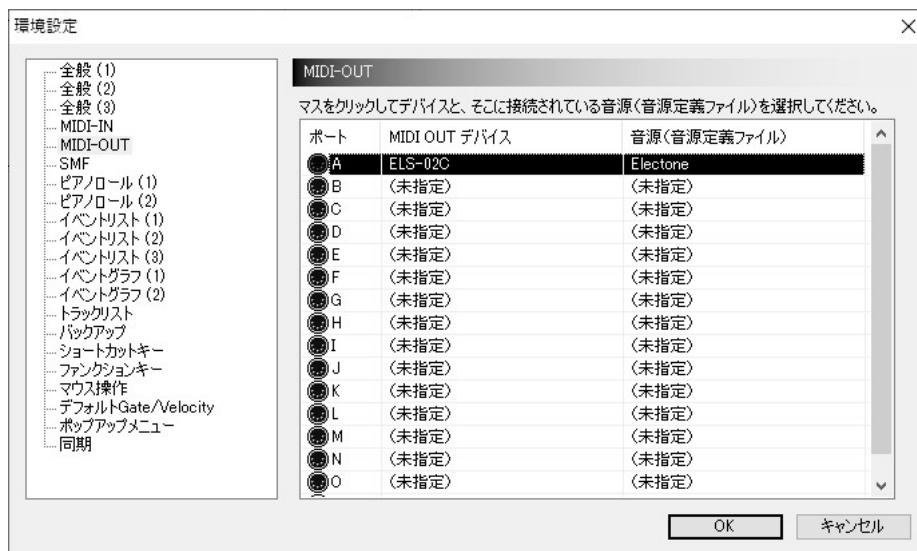 環境設定
全般 (1)
全般 (2)
全般 (3)
MIDI-IN
MIDI-OUT
SMF
ピアノロール (1)
ピアノロール (2)
イベントリスト (1)
イベントリスト (2)
イベントリスト (3)
イベントグラフ (1)
イベントグラフ (2)
トラックリスト
バックアップ
ショートカットキー
ファンクションキー
マウス操作
デフォルトGate/Velocity
ポップアップメニュー
同期
MIDI-OUT
マスをクリックしてデバイスと、そこに接続されている音源(音源定義ファイル)を選択してください。
ポート MIDI OUT デバイス 音源(音源定義ファイル)
A ELS-02C Electone
B (未指定) (未指定)
C (未指定) (未指定)
D (未指定) (未指定)
E (未指定) (未指定)
F (未指定) (未指定)
G (未指定) (未指定)
H (未指定) (未指定)
I (未指定) (未指定)
J (未指定) (未指定)
K (未指定) (未指定)
L (未指定) (未指定)
M (未指定) (未指定)
N (未指定) (未指定)
O (未指定) (未指定)
OK キャンセル